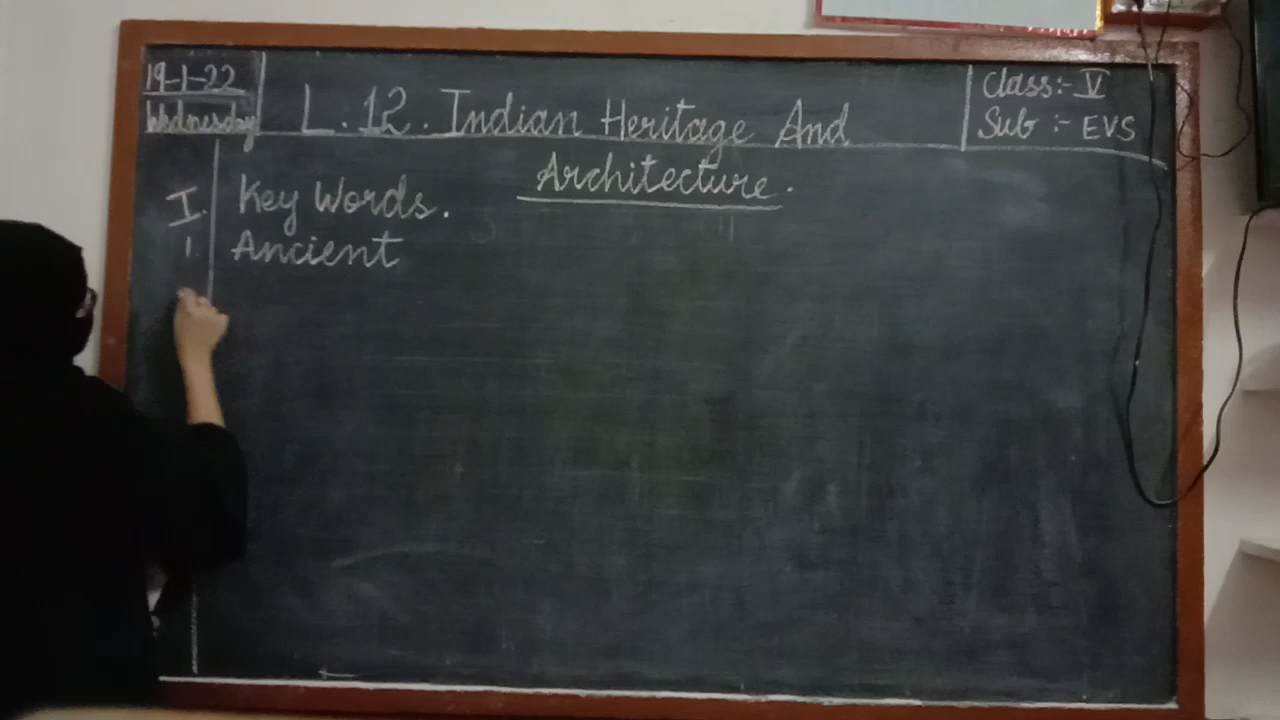 19-1-22
Wednesday
L. 12. Indian Heritage And
Architecture.
Class:- V
Sub :- EVS
I. Key Words.
1. Ancient